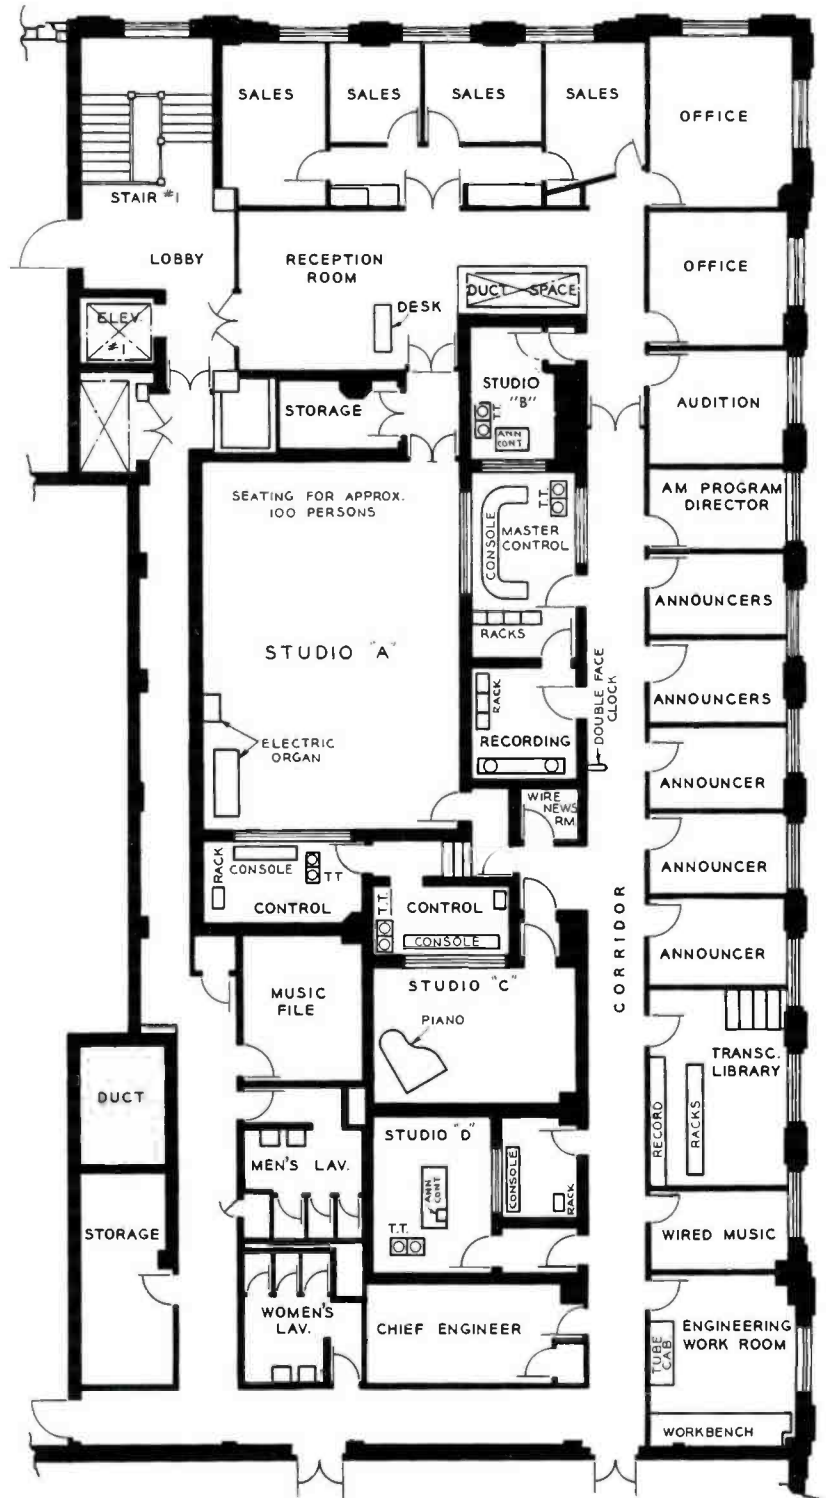 SALES
SALES
SALES
SALES
OFFICE
STAIR #1
LOBBY
RECEPTION
ROOM
OFFICE
DUCT SPACE
DESK
ELEV.
#1
STUDIO
"B"
T.T.
ANN
CONT
STORAGE
AUDITION
SEATING FOR APPROX.
100 PERSONS
AM PROGRAM
DIRECTOR
T.T.
CONSOLE
MASTER
CONTROL
RACKS
ANNOUNCERS
STUDIO "A"
RACK
RECORDING
DOUBLE FACE
CLOCK
ANNOUNCERS
ELECTRIC
ORGAN
WIRE
NEWS
RM.
ANNOUNCER
RACK
CONSOLE
TT
CONTROL
T.T.
CONTROL
CONSOLE
ANNOUNCER
CORRIDOR
ANNOUNCER
MUSIC
FILE
STUDIO "C"
PIANO
TRANSC.
LIBRARY
RECORD
RACKS
DUCT
MEN'S LAV.
STUDIO "D"
ANN
CONT
T.T.
CONSOLE
RACK
STORAGE
WIRED MUSIC
WOMEN'S
LAV.
CHIEF ENGINEER
ENGINEERING
WORK ROOM
TUBE
CAB.
WORKBENCH